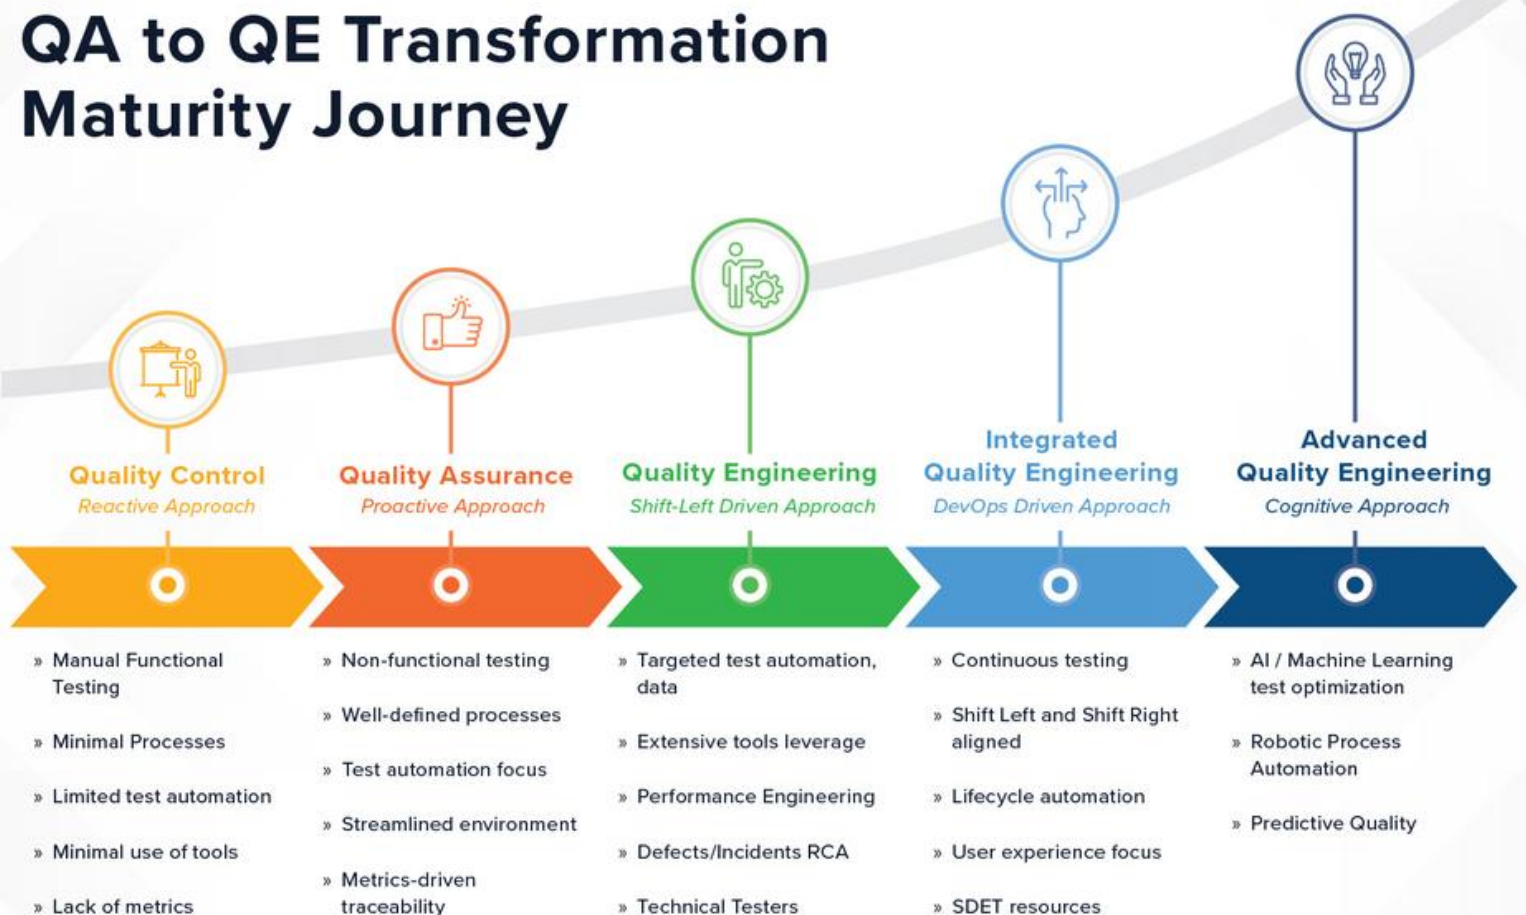 QA to QE Transformation
Maturity Journey
Quality Control
Reactive Approach
» Manual Functional
Testing
» Minimal Processes
» Limited test automation
» Minimal use of tools
» Lack of metrics
Quality Assurance
Proactive Approach
» Non-functional testing
» Well-defined processes
» Test automation focus
» Streamlined environment
» Metrics-driven
traceability
Quality Engineering
Shift-Left Driven Approach
» Targeted test automation,
data
» Extensive tools leverage
» Performance Engineering
» Defects/Incidents RCA
» Technical Testers
Integrated
Quality Engineering
DevOps Driven Approach
» Continuous testing
» Shift Left and Shift Right
aligned
» Lifecycle automation
» User experience focus
» SDET resources
Advanced
Quality Engineering
Cognitive Approach
» AI / Machine Learning
test optimization
» Robotic Process
Automation
» Predictive Quality